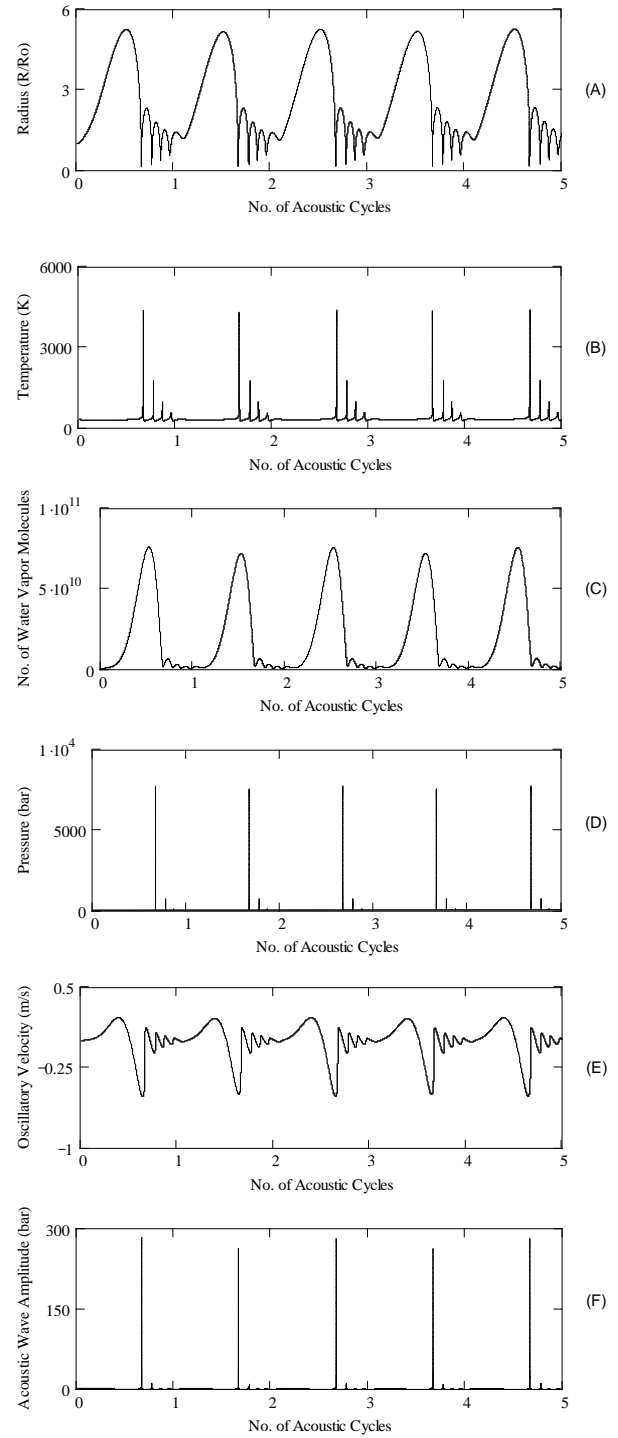 6
3
0
Radius (R/Ro)
0 1 2 3 4 5
No. of Acoustic Cycles
(A)
6000
3000
0
Temperature (K)
0 1 2 3 4 5
No. of Acoustic Cycles
(B)
1·10^11
5·10^10
0
No. of Water Vapor Molecules
0 1 2 3 4 5
No. of Acoustic Cycles
(C)
1·10^4
5000
0
Pressure (bar)
0 1 2 3 4 5
No. of Acoustic Cycles
(D)
0.5
−0.25
−1
Oscillatory Velocity (m/s)
0 1 2 3 4 5
No. of Acoustic Cycles
(E)
300
150
0
Acoustic Wave Amplitude (bar)
0 1 2 3 4 5
No. of Acoustic Cycles
(F)